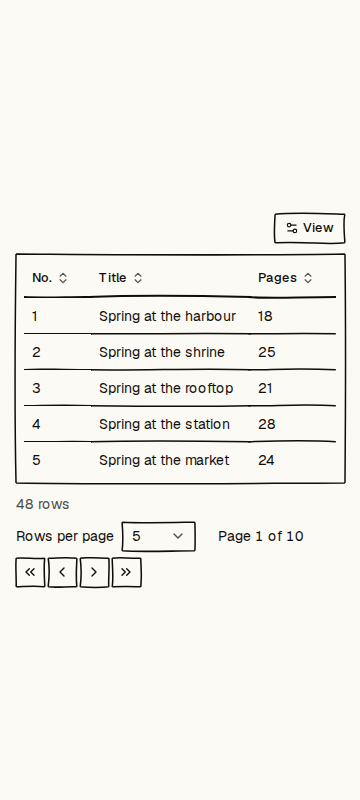 View
No. Title Pages
1 Spring at the harbour 18
2 Spring at the shrine 25
3 Spring at the rooftop 21
4 Spring at the station 28
5 Spring at the market 24
48 rows
Rows per page 5 Page 1 of 10